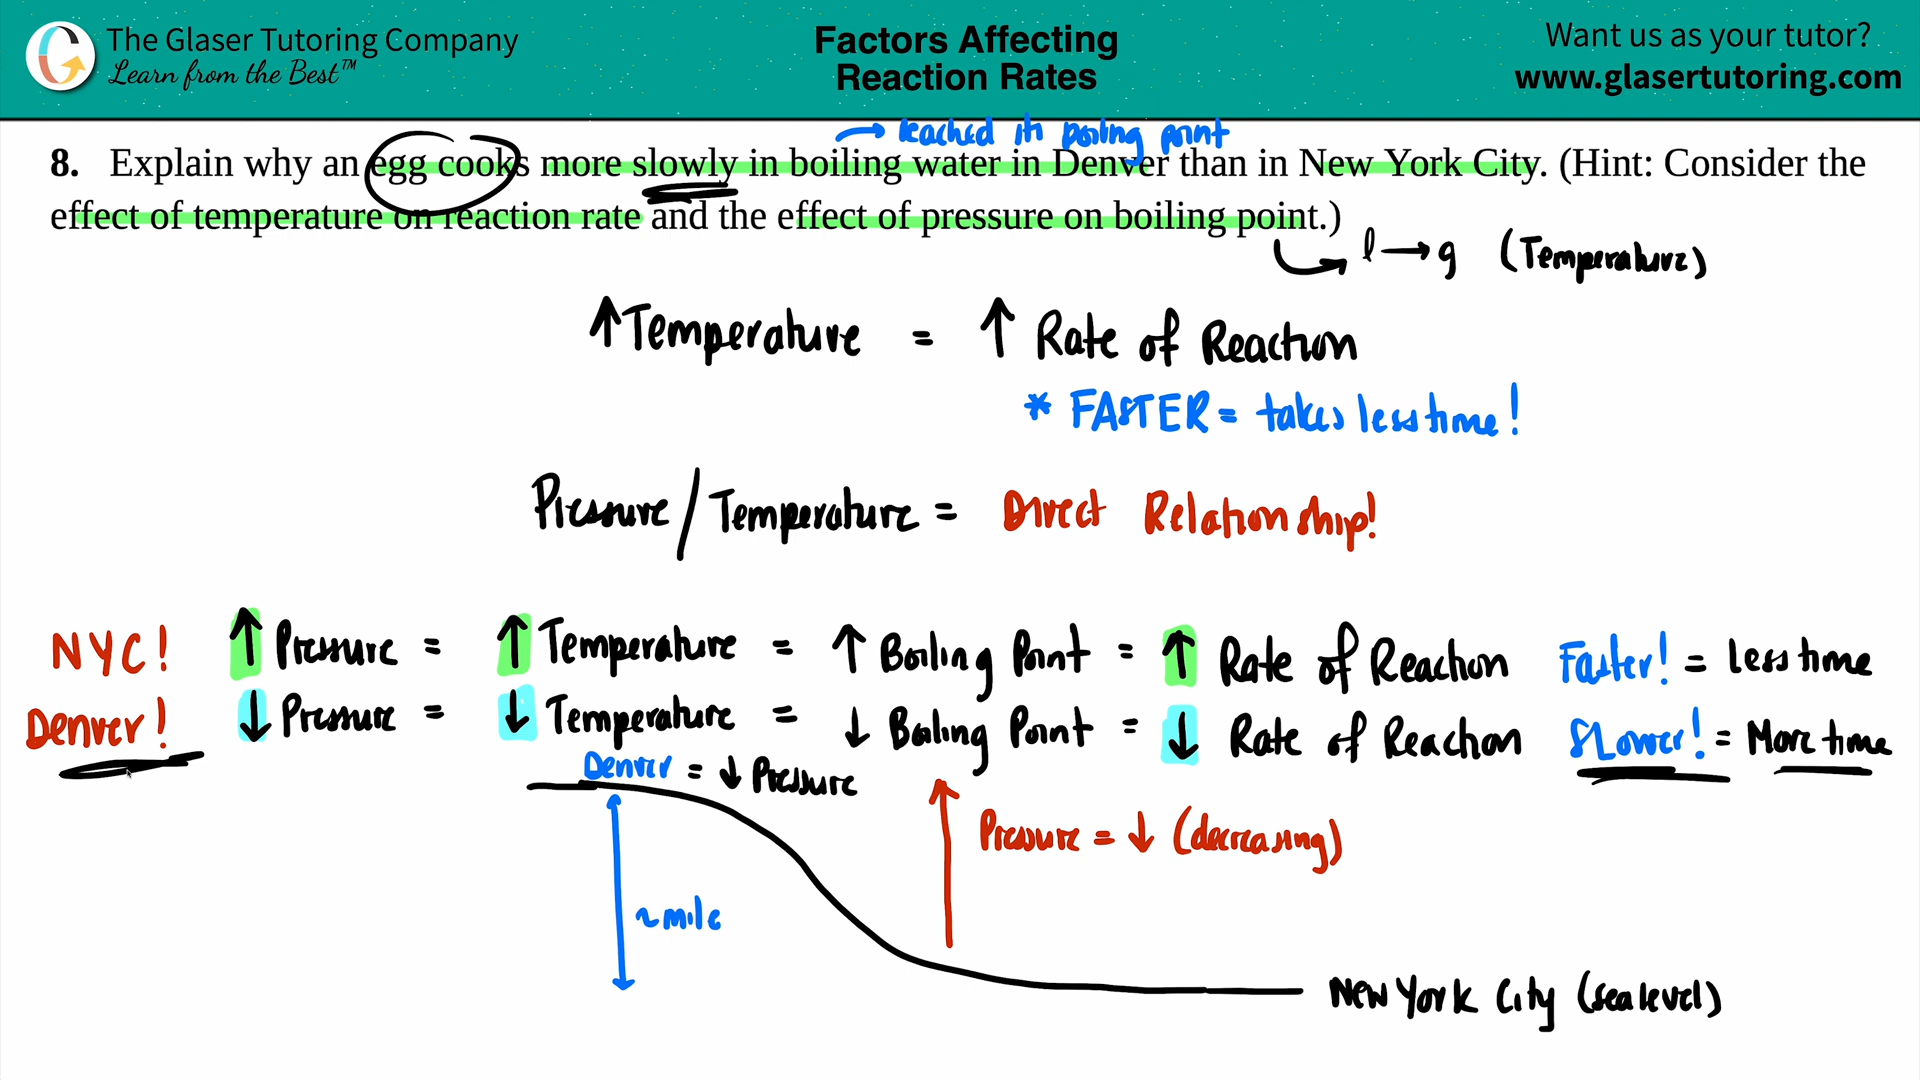 The Glaser Tutoring Company
Learn from the Best™
Factors Affecting
Reaction Rates
Want us as your tutor?
www.glasertutoring.com
→ reached its boiling point
8. Explain why an egg cooks more slowly in boiling water in Denver than in New York City. (Hint: Consider the
effect of temperature on reaction rate and the effect of pressure on boiling point.)
l → g (Temperature)
↑ Temperature = ↑ Rate of Reaction
* FASTER = takes less time!
Pressure / Temperature = Direct Relationship!
NYC! ↑ Pressure = ↑ Temperature = ↑ Boiling Point = ↑ Rate of Reaction Faster! = less time
Denver! ↓ Pressure = ↓ Temperature = ↓ Boiling Point = ↓ Rate of Reaction Slower! = More time
Denver = ↓ Pressure
Pressure = ↓ (decreasing)
~mile
New York City (sea level)